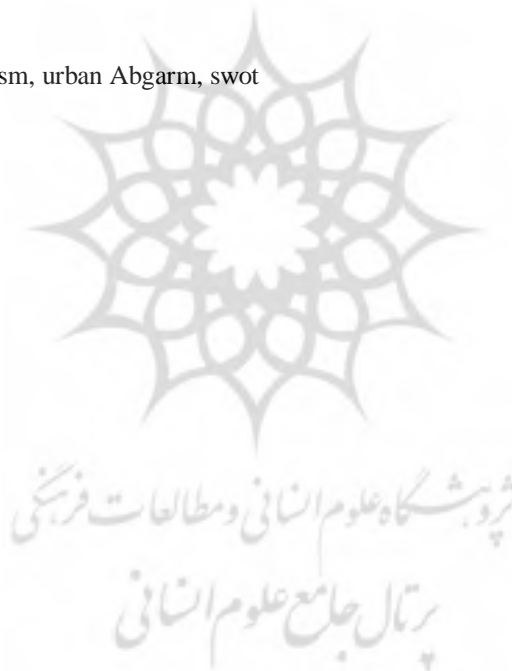 sm, urban Abgarm, swot
پژوهشگاه علوم انسانی و مطالعات فرهنگی
پرتال جامع علوم انسانی